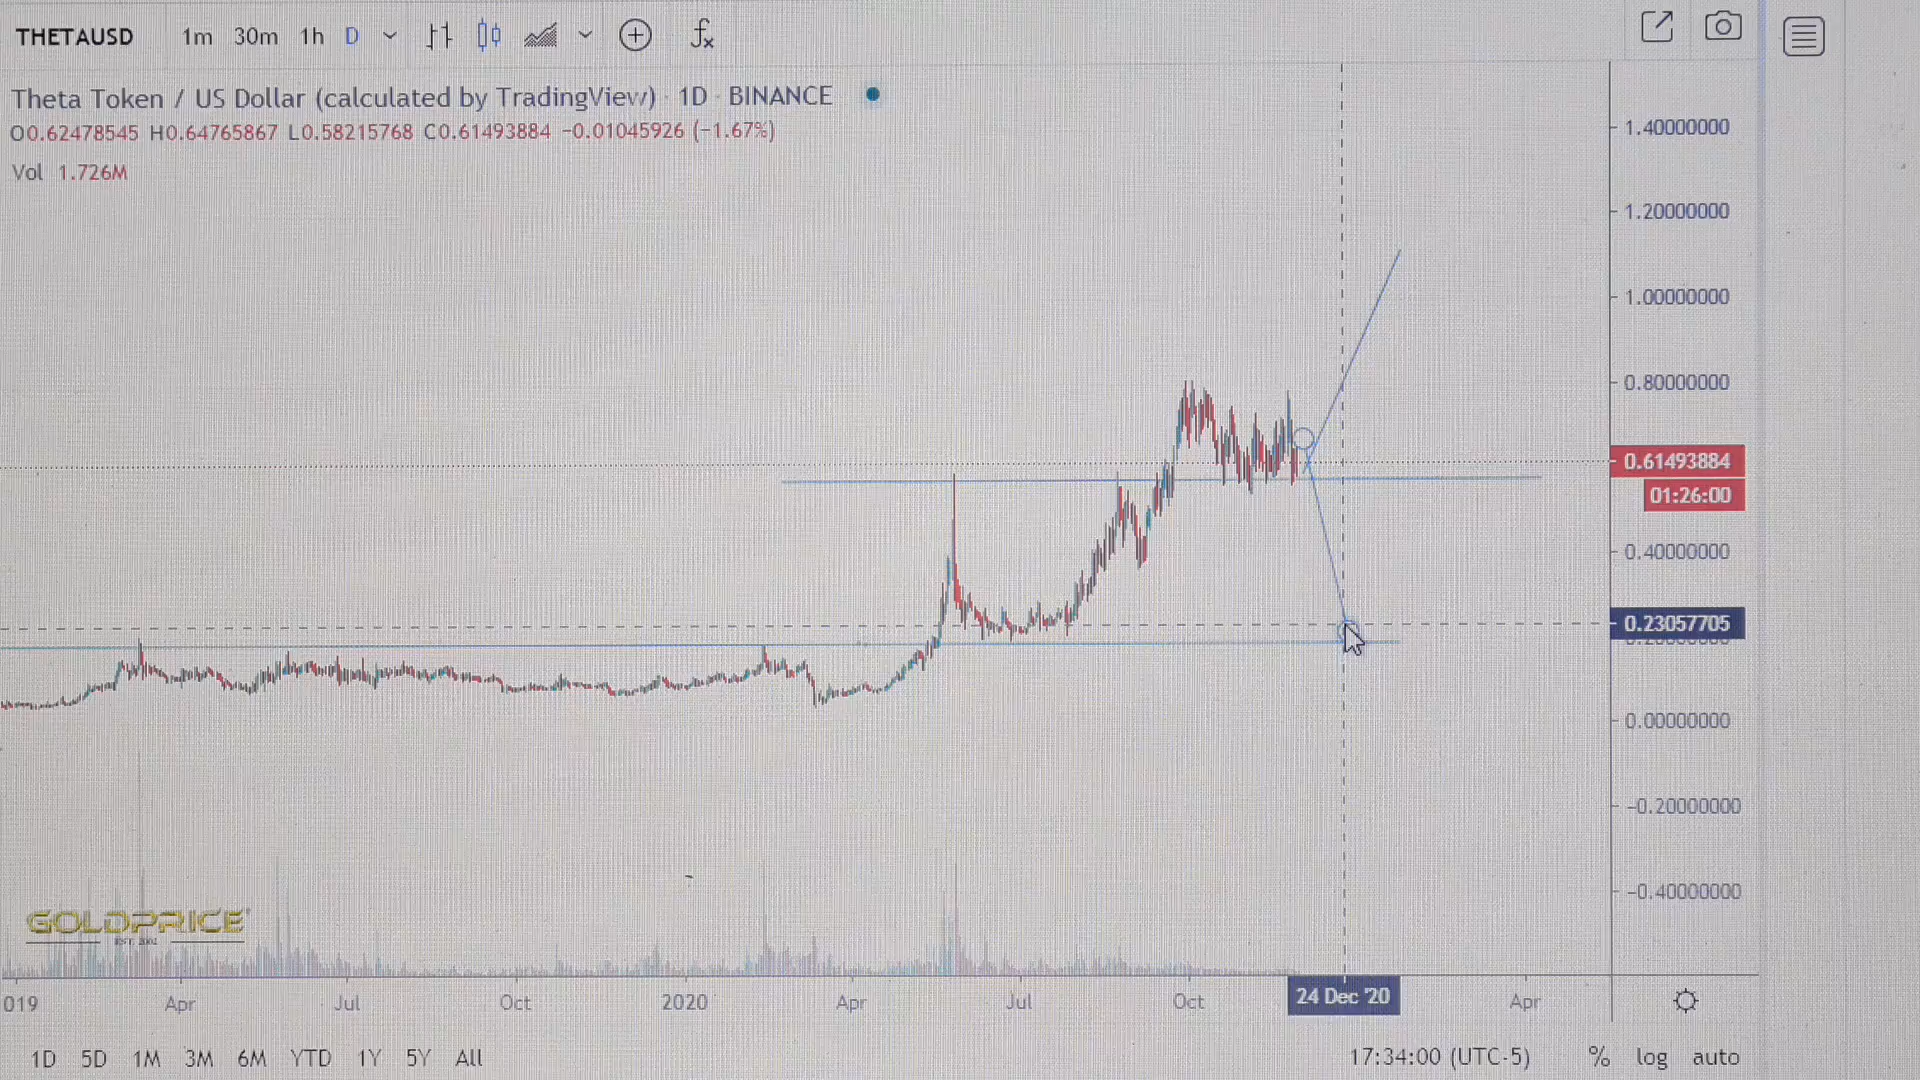 THETAUSD 1m 30m 1h D
Theta Token / US Dollar (calculated by TradingView) · 1D · BINANCE
O0.62478545 H0.64765867 L0.58215768 C0.61493884 −0.01045926 (−1.67%)
Vol 1.726M
1.40000000
1.20000000
1.00000000
0.80000000
0.61493884
01:26:00
0.40000000
0.23057705
0.00000000
−0.20000000
−0.40000000
GOLDPRICE
EST. 2002
019 Apr Jul Oct 2020 Apr Jul Oct 24 Dec '20 Apr
1D 5D 1M 3M 6M YTD 1Y 5Y All 17:34:00 (UTC-5) % log auto